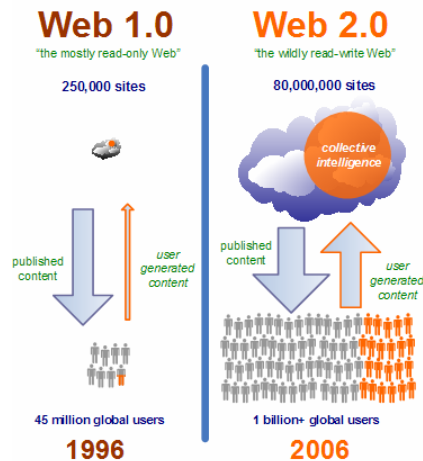 Web 1.0
"the mostly read-only Web"
250,000 sites
published
content
user
generated
content
45 million global users
1996
Web 2.0
"the wildly read-write Web"
80,000,000 sites
collective
intelligence
published
content
user
generated
content
1 billion+ global users
2006